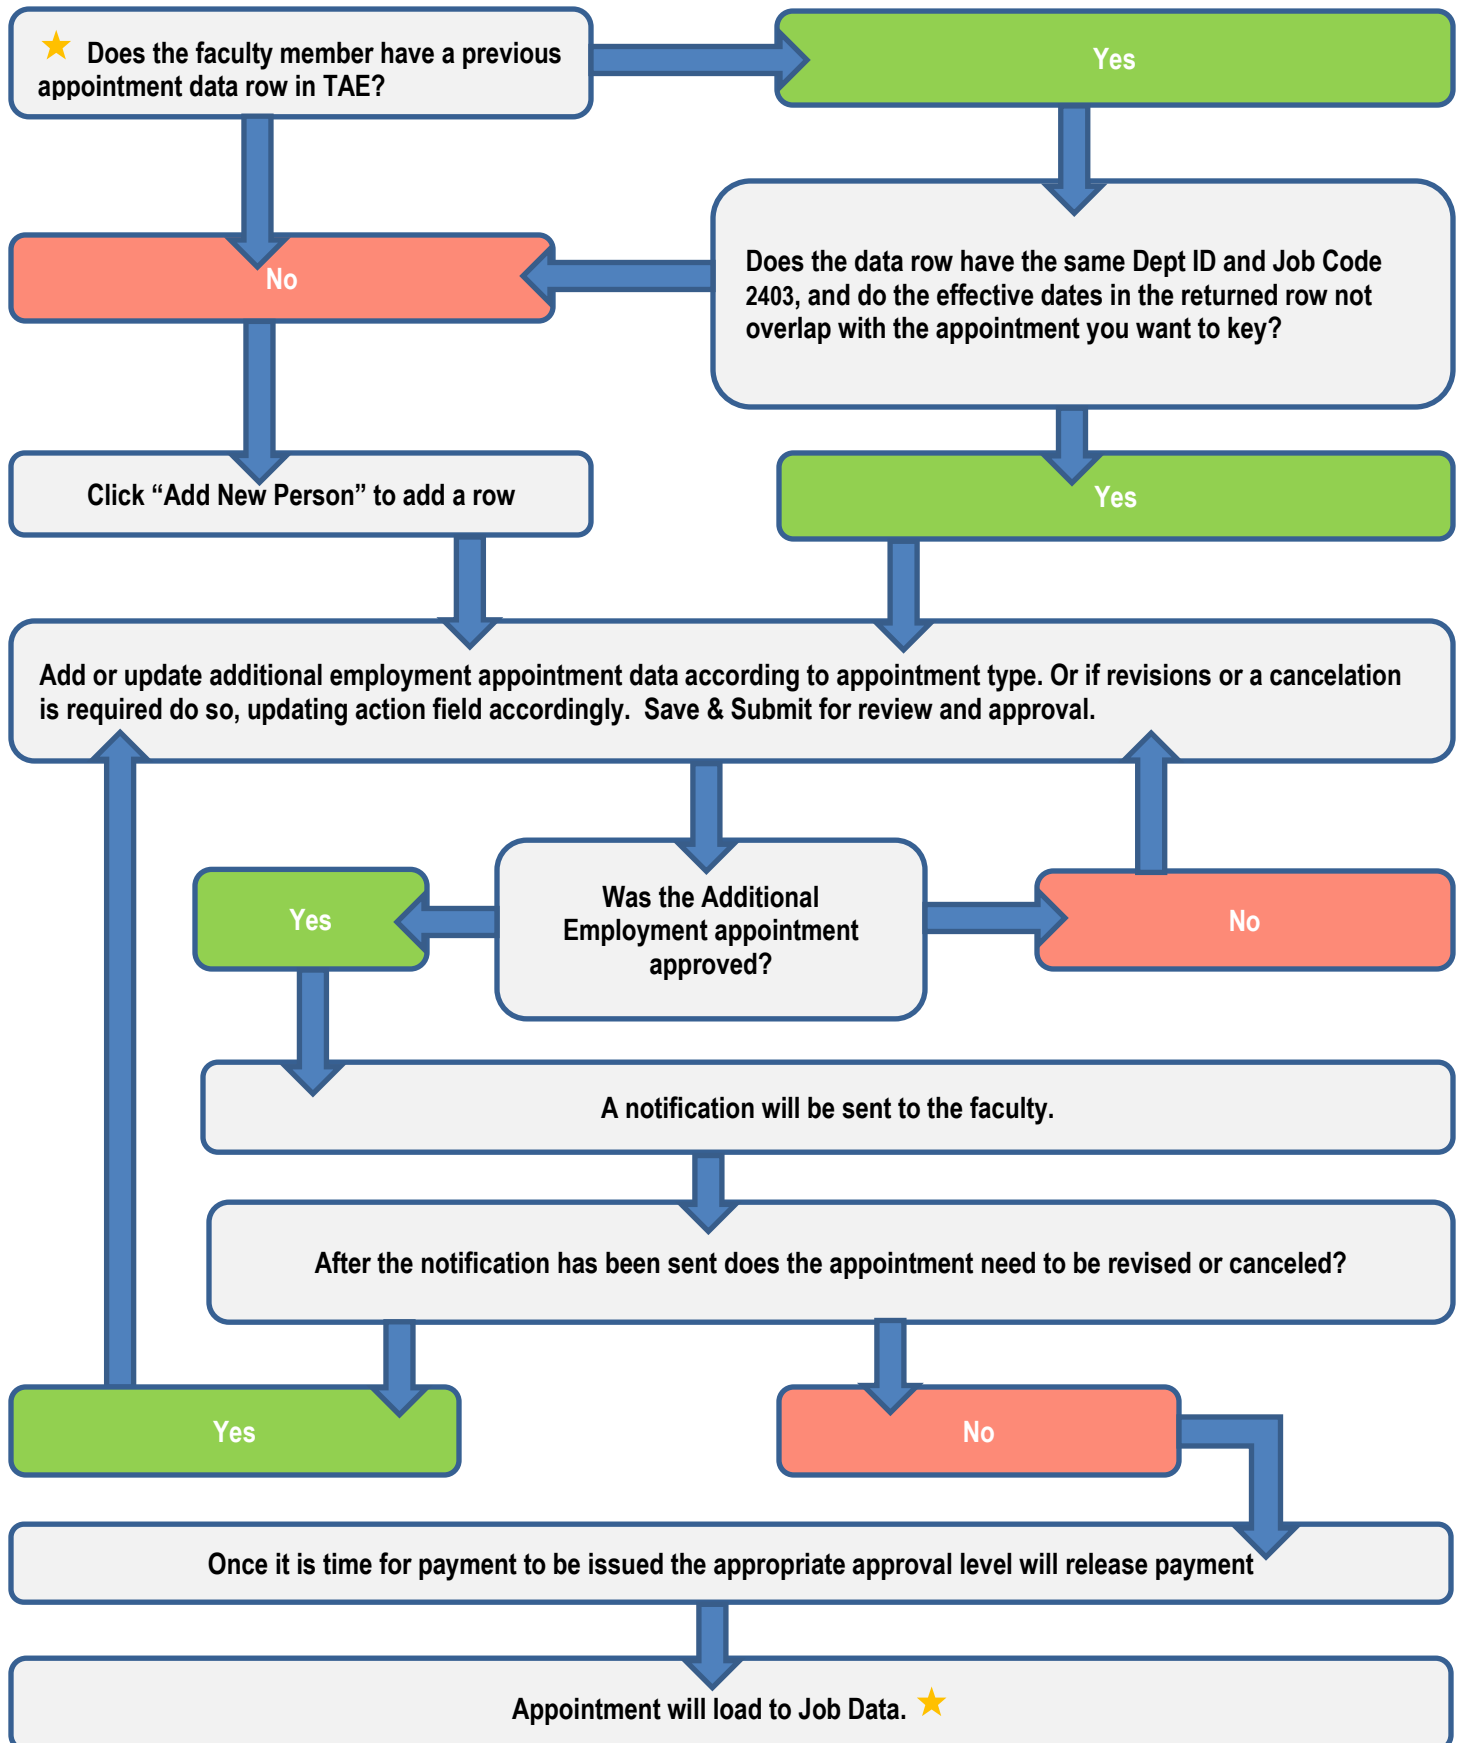 Does the faculty member have a previous
appointment data row in TAE?
Yes
No
Does the data row have the same Dept ID and Job Code
2403, and do the effective dates in the returned row not
overlap with the appointment you want to key?
Click “Add New Person” to add a row
Yes
Add or update additional employment appointment data according to appointment type. Or if revisions or a cancelation
is required do so, updating action field accordingly.  Save & Submit for review and approval.
Yes
Was the Additional
Employment appointment
approved?
No
A notification will be sent to the faculty.
After the notification has been sent does the appointment need to be revised or canceled?
Yes
No
Once it is time for payment to be issued the appropriate approval level will release payment
Appointment will load to Job Data.